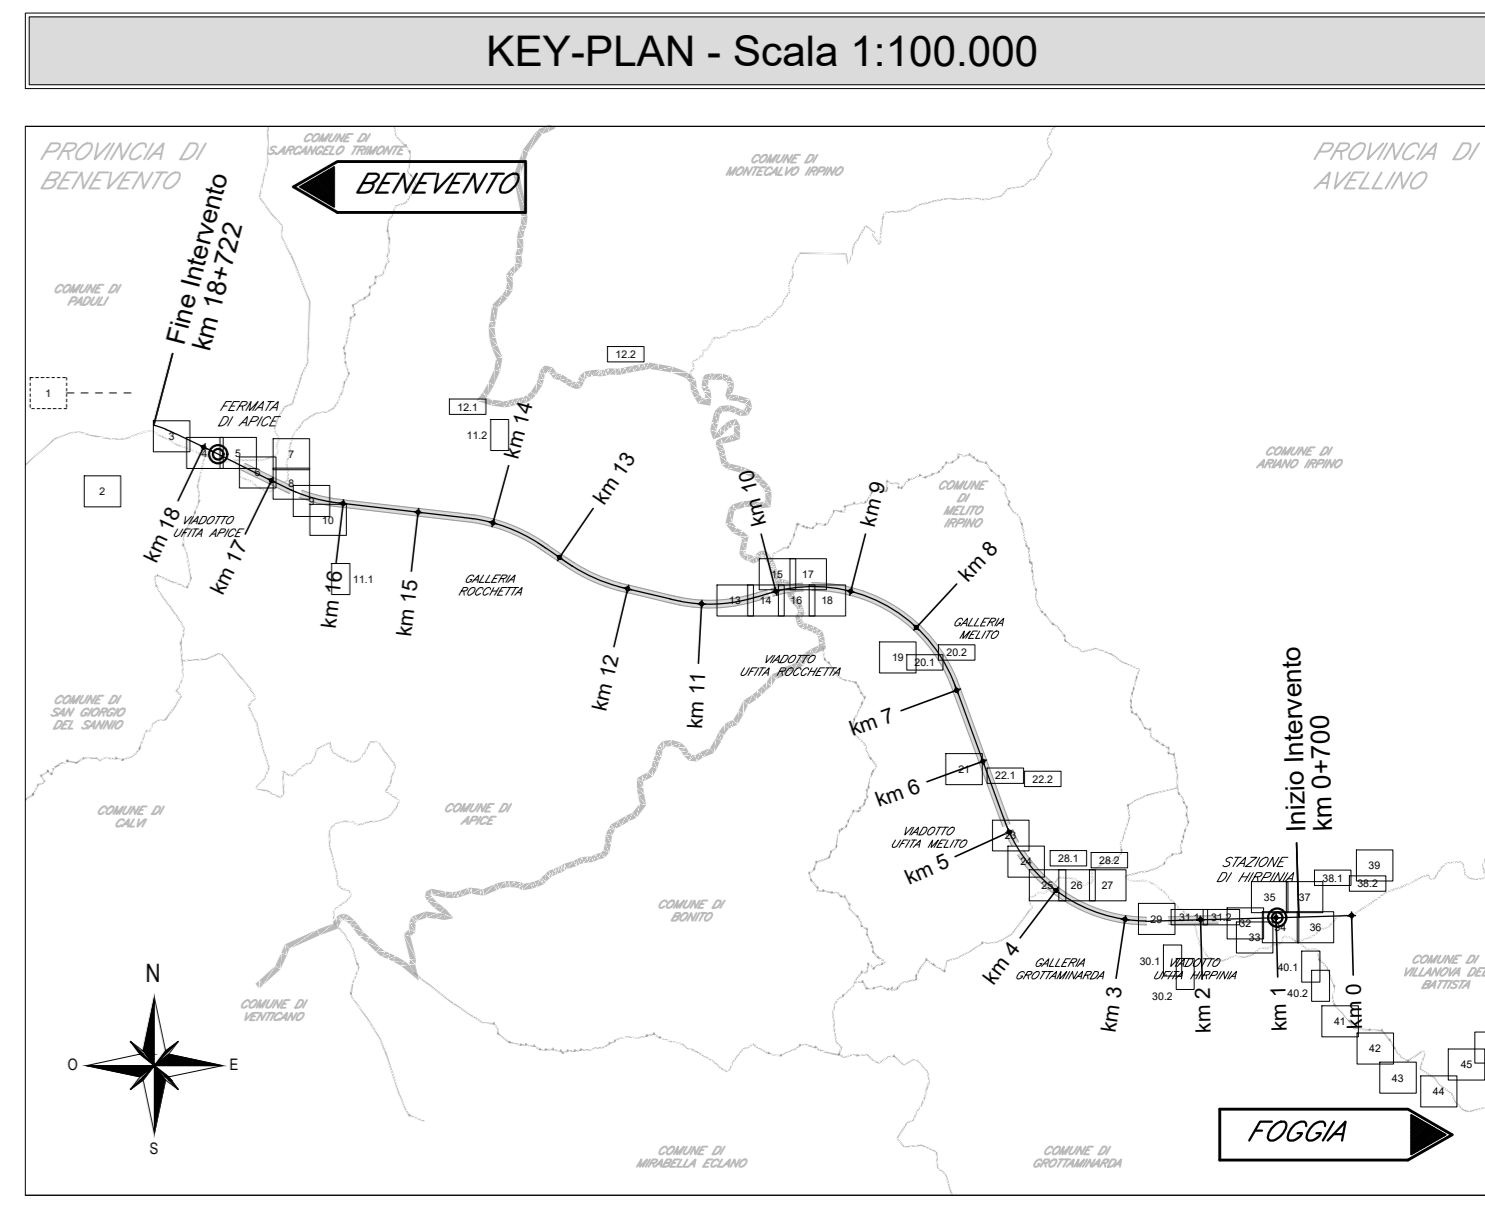 KEY-PLAN - Scala 1:100.000
PROVINCIA DI
BENEVENTO
COMUNE DI
S.ARCANGELO TRIMONTE
BENEVENTO
COMUNE DI
MONTECALVO IRPINO
PROVINCIA DI
AVELLINO
Fine Intervento
km 18+722
COMUNE DI
PADULI
1
2
3
FERMATA
DI APICE
4
5
6
7
8
9
10
VIADOTTO
UFITA APICE
km 18
km 17
km 16
11.1
km 15
11.2
12.1
12.2
km 14
km 13
GALLERIA
ROCCHETTA
km 12
km 11
km 10
km 9
13
14
15
16
17
18
VIADOTTO
UFITA ROCCHETTA
COMUNE
DI
MELITO
IRPINO
COMUNE DI
ARIANO IRPINO
km 8
GALLERIA
MELITO
19
20.1
20.2
km 7
km 6
21
22.1
22.2
VIADOTTO
UFITA MELITO
km 5
23
24
25
26
27
28.1
28.2
km 4
GALLERIA
GROTTAMINARDA
km 3
29
30.1
30.2
31.1
31.2
VIADOTTO
UFITA HIRPINIA
km 2
32
33
34
35
36
37
38.1
38.2
39
STAZIONE
DI HIRPINIA
Inizio Intervento
km 0+700
km 1
km 0
40.1
40.2
41
42
43
44
45
COMUNE DI
VILLANOVA DEL
BATTISTA
COMUNE DI
SAN GIORGIO
DEL SANNIO
COMUNE DI
CALVI
COMUNE DI
APICE
COMUNE DI
BONITO
COMUNE DI
VENTICANO
N
O
E
S
COMUNE DI
MIRABELLA ECLANO
COMUNE DI
GROTTAMINARDA
FOGGIA